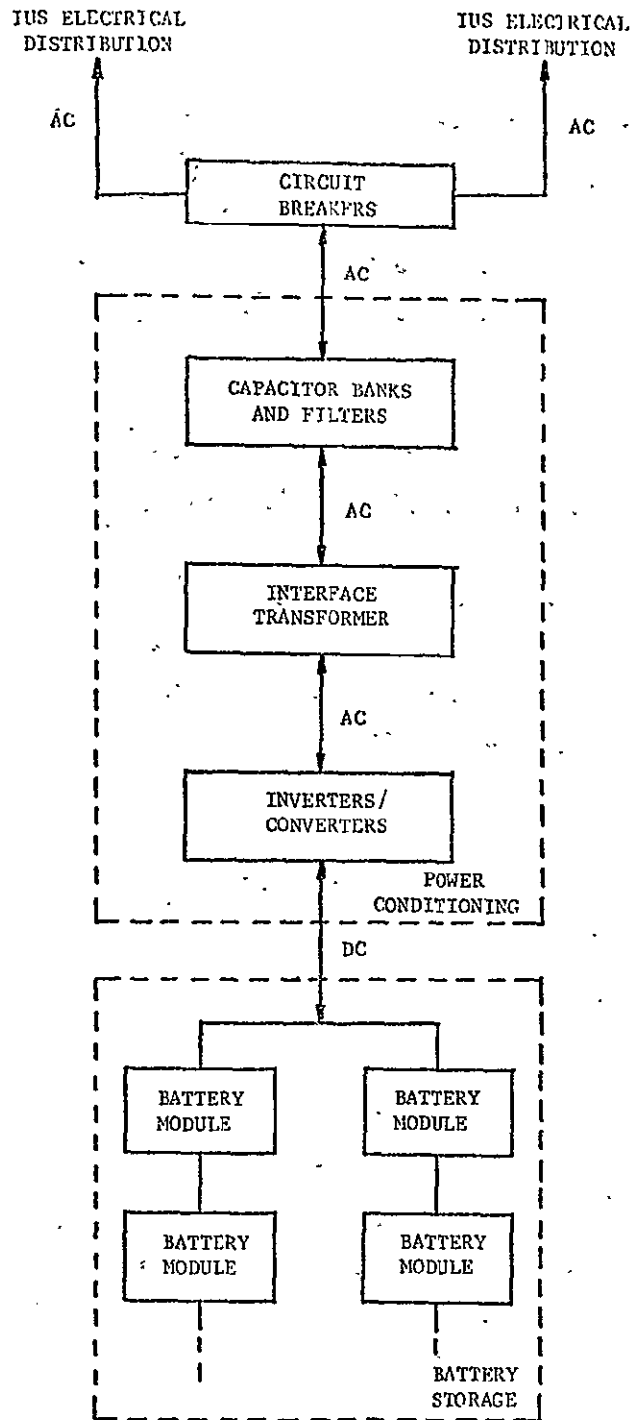 IUS ELECTRICAL
DISTRIBUTION
IUS ELECTRICAL
DISTRIBUTION
AC
AC
CIRCUIT
BREAKERS
AC
CAPACITOR BANKS
AND FILTERS
AC
INTERFACE
TRANSFORMER
AC
INVERTERS/
CONVERTERS
POWER
CONDITIONING
DC
BATTERY
MODULE
BATTERY
MODULE
BATTERY
MODULE
BATTERY
MODULE
BATTERY
STORAGE